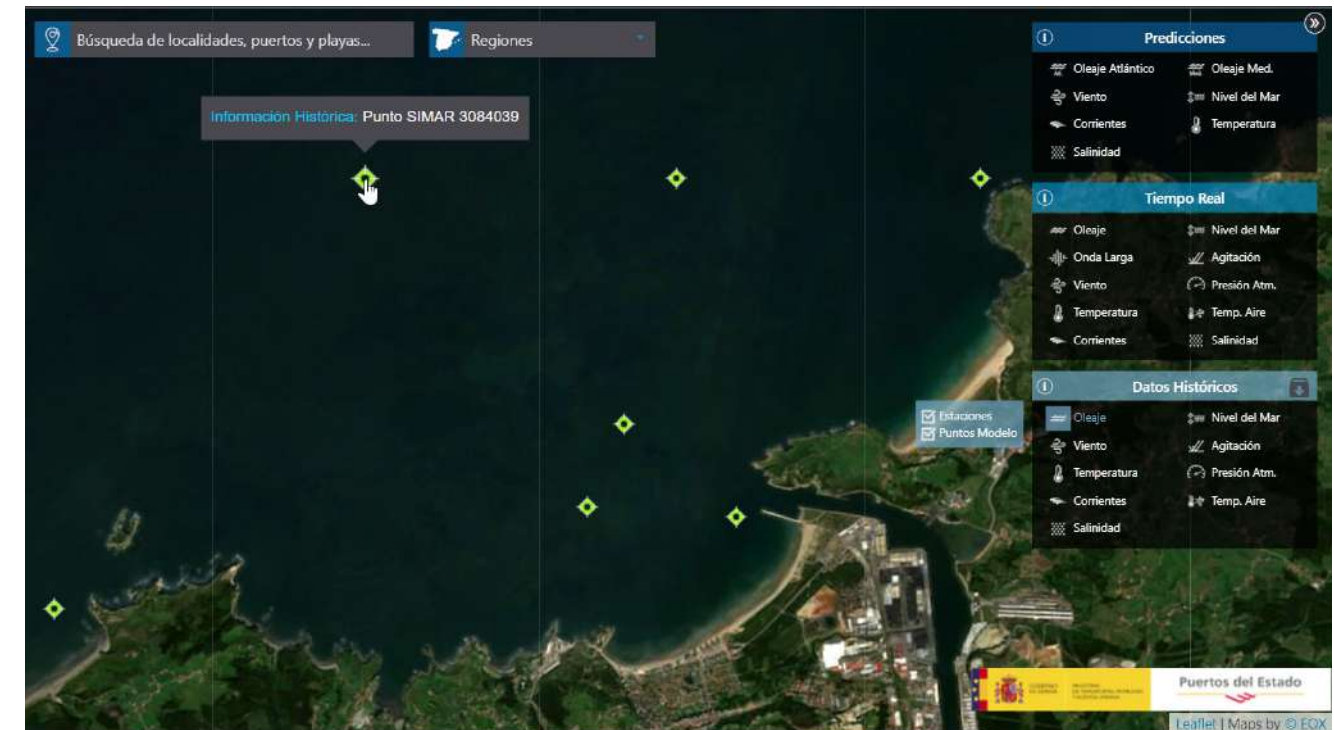 Búsqueda de localidades, puertos y playas...
Regiones
Información Histórica: Punto SIMAR 3084039
Predicciones
Oleaje Atlántico
Oleaje Med.
Viento
Nivel del Mar
Corrientes
Temperatura
Salinidad
Tiempo Real
Oleaje
Nivel del Mar
Onda Larga
Agitación
Viento
Presión Atm.
Temperatura
Temp. Aire
Corrientes
Salinidad
Datos Históricos
Estaciones
Puntos Modelo
Oleaje
Nivel del Mar
Viento
Agitación
Temperatura
Presión Atm.
Corrientes
Temp. Aire
Salinidad
Puertos del Estado
Leaflet | Maps by © EOX